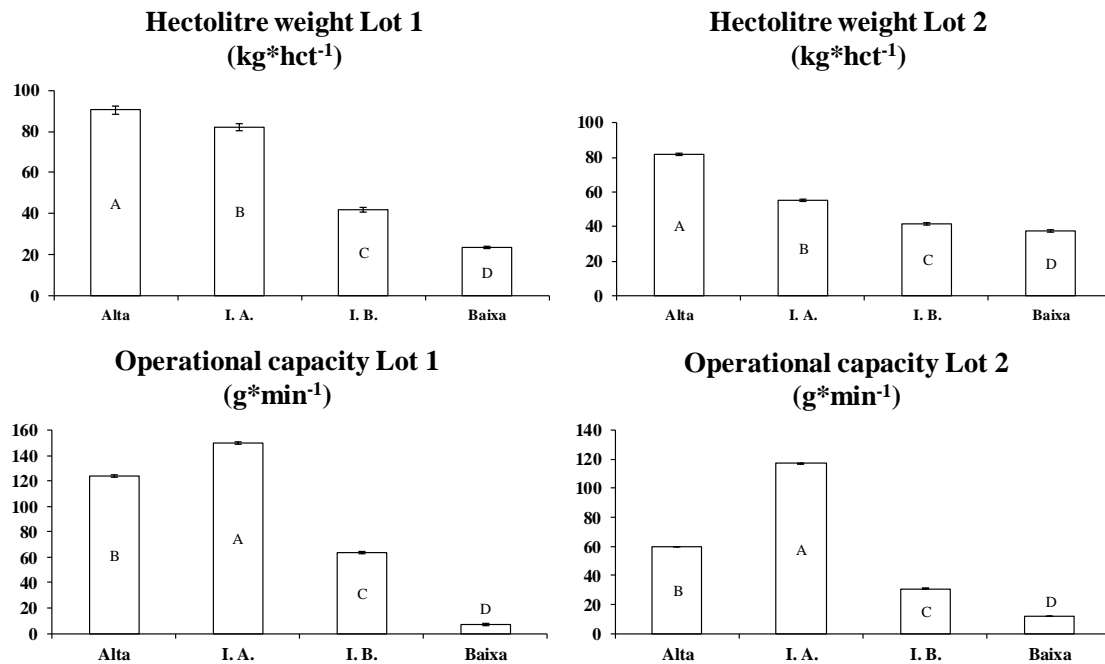 Hectolitre weight Lot 1
(kg*hct-1)
100
80
60
40
20
0
A
B
C
D
Alta
I. A.
I. B.
Baixa
Hectolitre weight Lot 2
(kg*hct-1)
100
80
60
40
20
0
A
B
C
D
Alta
I. A.
I. B.
Baixa
Operational capacity Lot 1
(g*min-1)
160
140
120
100
80
60
40
20
0
B
A
C
D
Alta
I. A.
I. B.
Baixa
Operational capacity Lot 2
(g*min-1)
140
120
100
80
60
40
20
0
B
A
C
D
Alta
I. A.
I. B.
Baixa